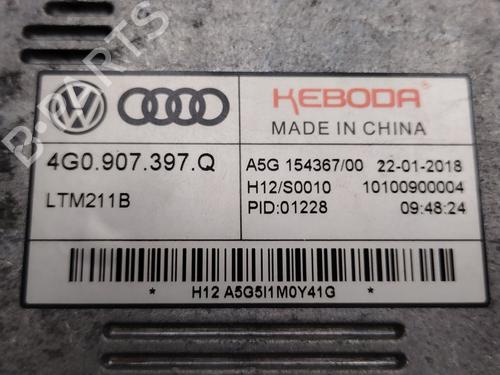 KEBODA
MADE IN CHINA
4G0.907.397.Q
LTM211B
A5G 154367/00 22-01-2018
H12/S0010 10100900004
PID:01228 09:48:24
* H12 A5G5I1M0Y41G *
B-PARTS